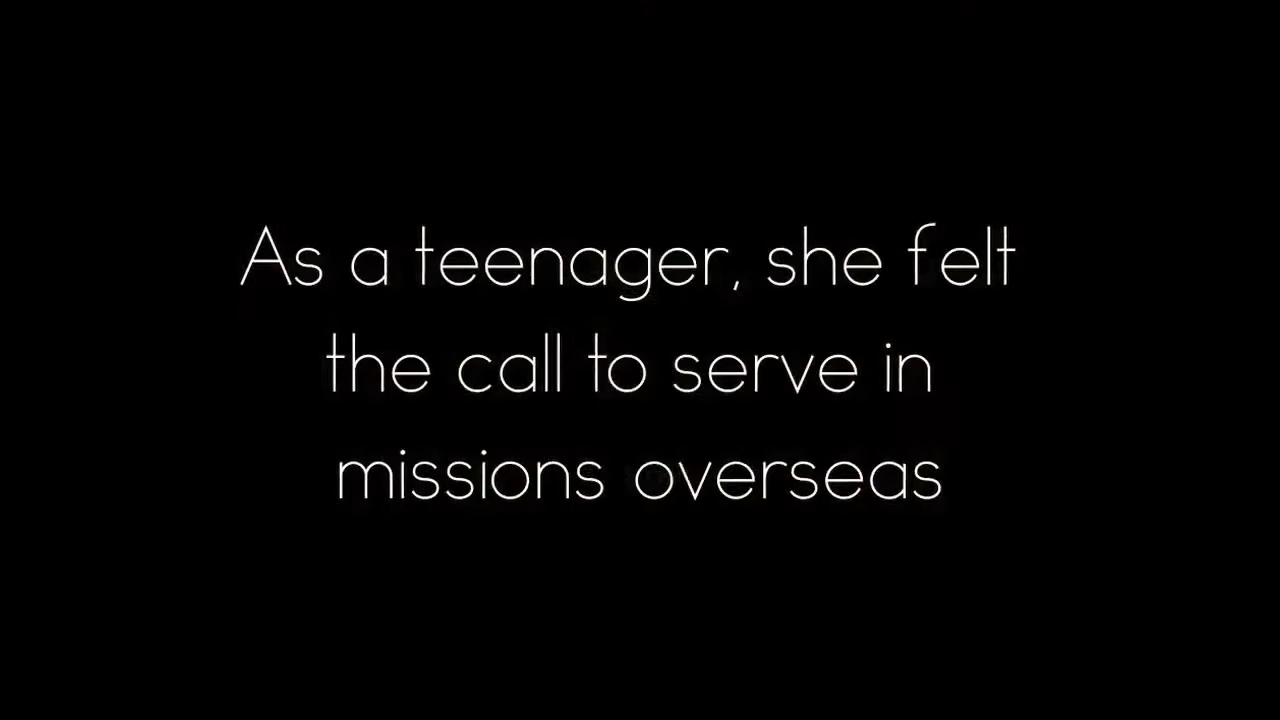 As a teenager, she felt
the call to serve in
missions overseas